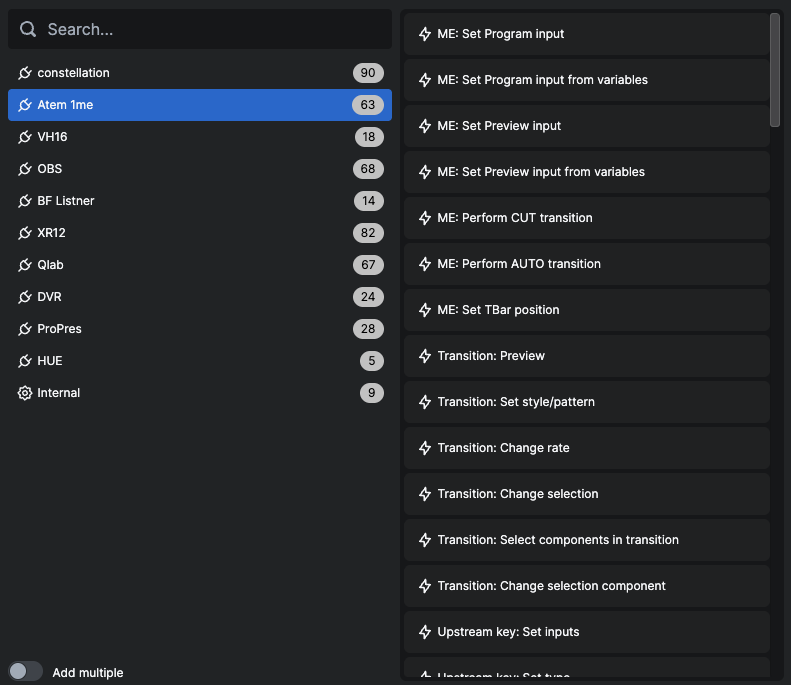 Search...
constellation 90
Atem 1me 63
VH16 18
OBS 68
BF Listner 14
XR12 82
Qlab 67
DVR 24
ProPres 28
HUE 5
Internal 9
Add multiple
ME: Set Program input
ME: Set Program input from variables
ME: Set Preview input
ME: Set Preview input from variables
ME: Perform CUT transition
ME: Perform AUTO transition
ME: Set TBar position
Transition: Preview
Transition: Set style/pattern
Transition: Change rate
Transition: Change selection
Transition: Select components in transition
Transition: Change selection component
Upstream key: Set inputs
Upstream key: Set type